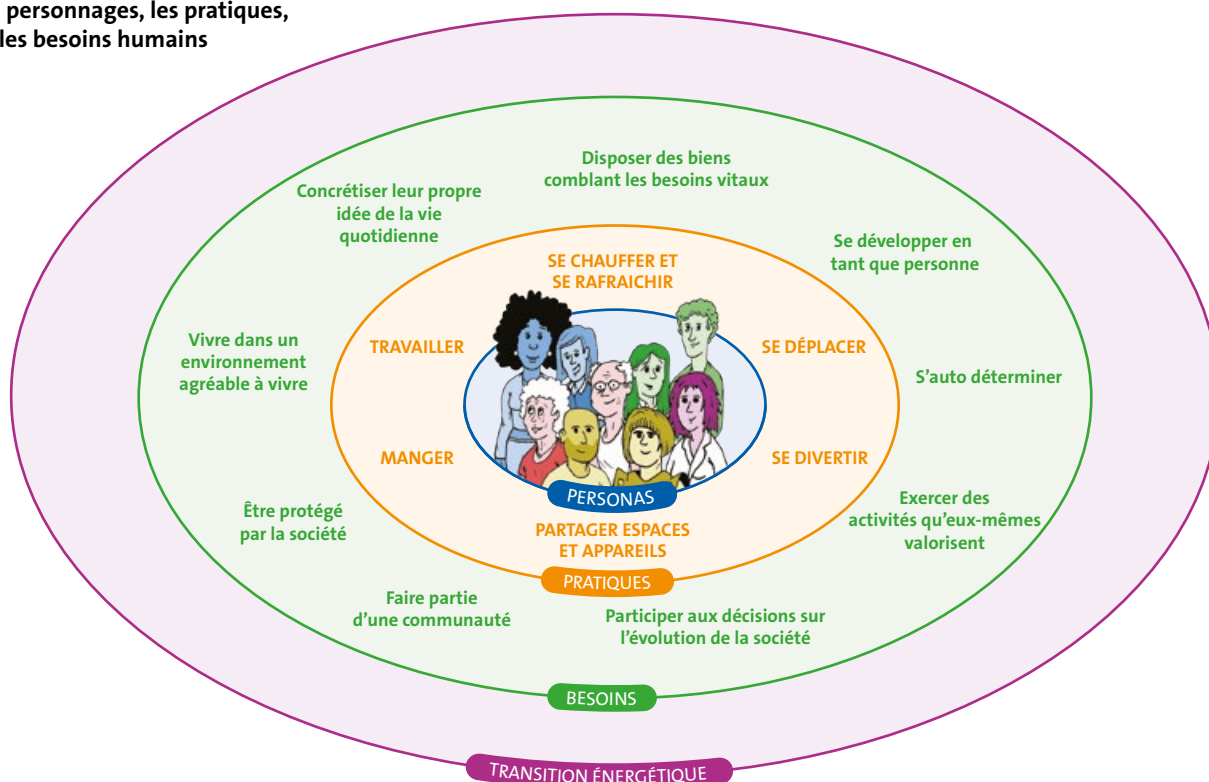 personnages, les pratiques,
les besoins humains
Disposer des biens
comblant les besoins vitaux
Concrétiser leur propre
idée de la vie
quotidienne
Se développer en
tant que personne
SE CHAUFFER ET
SE RAFRAICHIR
Vivre dans un
environnement
agréable à vivre
TRAVAILLER
SE DÉPLACER
S'auto déterminer
MANGER
SE DIVERTIR
PERSONAS
Être protégé
par la société
Exercer des
activités qu'eux-mêmes
valorisent
PARTAGER ESPACES
ET APPAREILS
PRATIQUES
Faire partie
d'une communauté
Participer aux décisions sur
l'évolution de la société
BESOINS
TRANSITION ÉNERGÉTIQUE